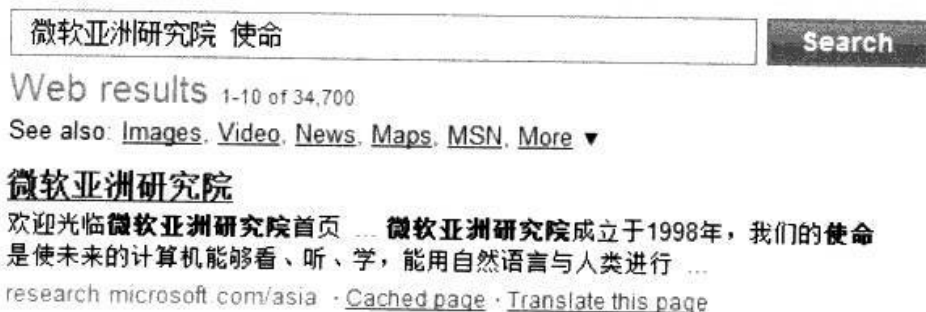 微软亚洲研究院 使命 Search
Web results 1-10 of 34,700
See also: Images, Video, News, Maps, MSN, More ▼
微软亚洲研究院
欢迎光临微软亚洲研究院首页 ... 微软亚洲研究院成立于1998年，我们的使命
是使未来的计算机能够看、听、学，能用自然语言与人类进行 ...
research.microsoft.com/asia · Cached page · Translate this page